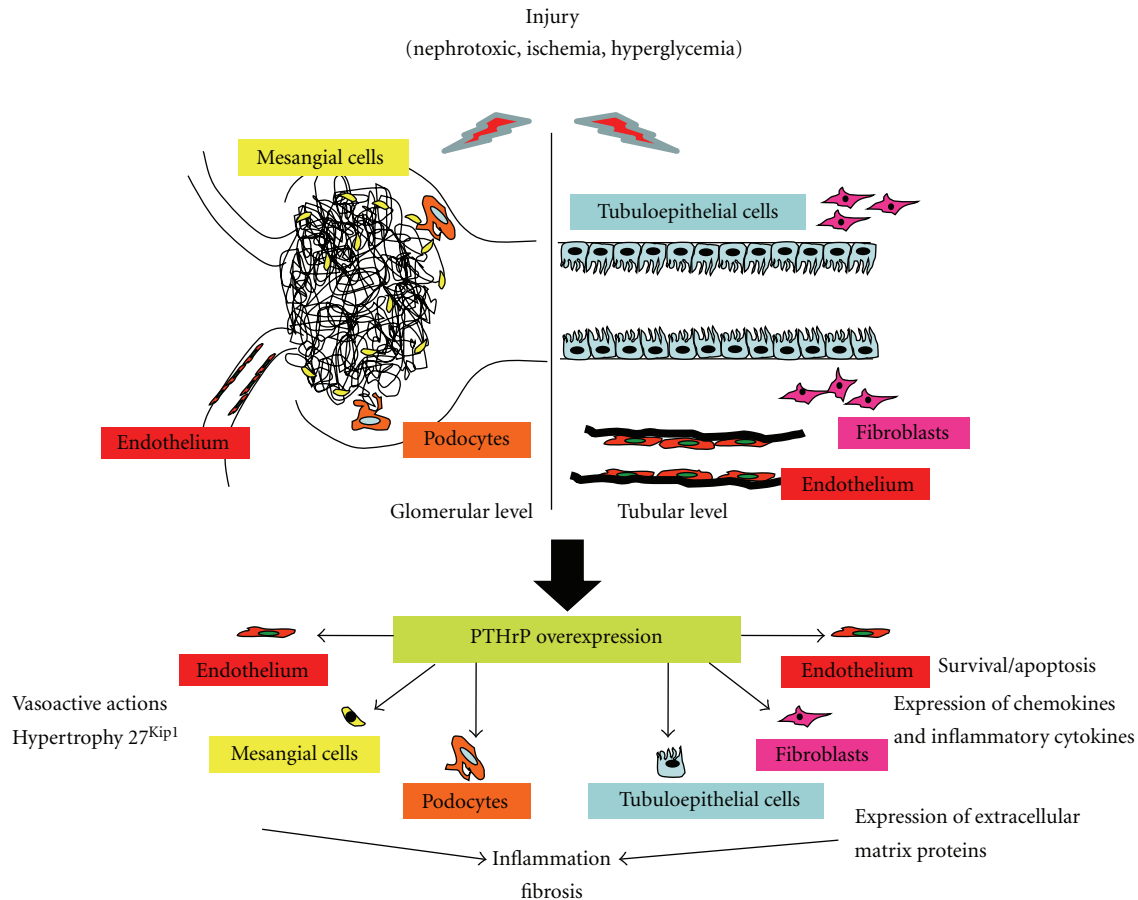 Injury
(nephrotoxic, ischemia, hyperglycemia)
Mesangial cells
Tubuloepithelial cells
Endothelium
Podocytes
Fibroblasts
Endothelium
Glomerular level
Tubular level
PTHrP overexpression
Endothelium
Endothelium
Survival/apoptosis
Vasoactive actions
Hypertrophy 27^Kip1
Expression of chemokines
and inflammatory cytokines
Mesangial cells
Fibroblasts
Podocytes
Tubuloepithelial cells
Expression of extracellular
matrix proteins
Inflammation
fibrosis